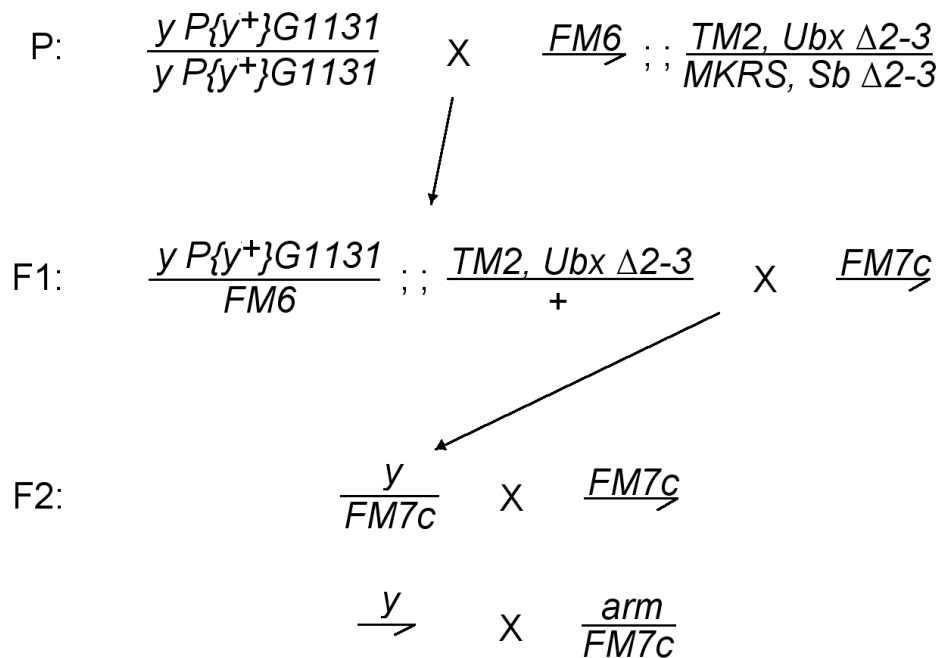 P: y P{y+}G1131 X FM6 ; ; TM2, Ubx Δ2-3
y P{y+}G1131 MKRS, Sb Δ2-3
F1: y P{y+}G1131 ; ; TM2, Ubx Δ2-3 X FM7c
FM6 +
F2: y X FM7c
FM7c
y X arm
FM7c